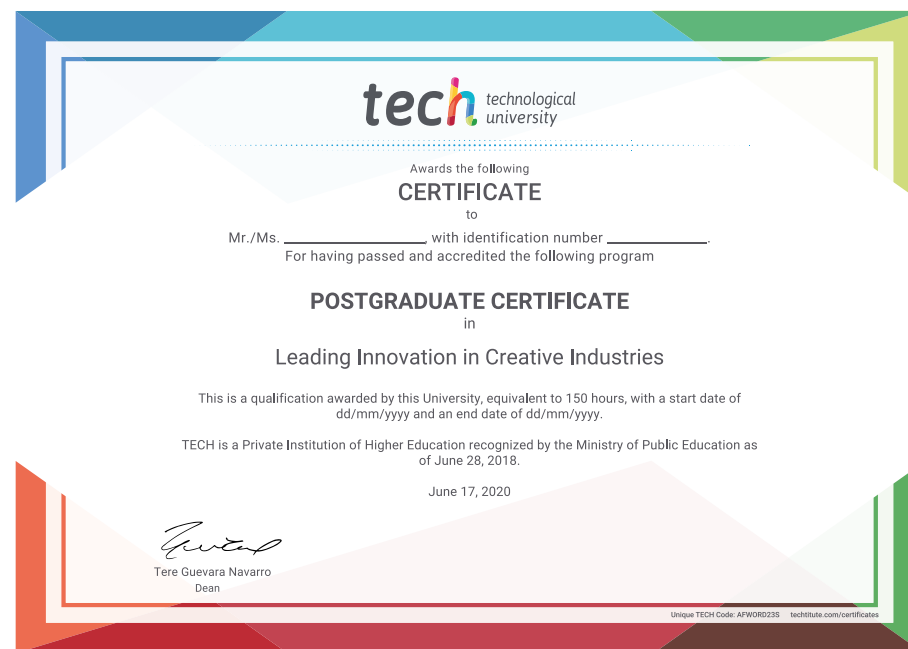 tech technological
university
Awards the following
CERTIFICATE
to
Mr./Ms. ____________________, with identification number ______________.
For having passed and accredited the following program
POSTGRADUATE CERTIFICATE
in
Leading Innovation in Creative Industries
This is a qualification awarded by this University, equivalent to 150 hours, with a start date of
dd/mm/yyyy and an end date of dd/mm/yyyy.
TECH is a Private Institution of Higher Education recognized by the Ministry of Public Education as
of June 28, 2018.
June 17, 2020
Tere Guevara Navarro
Dean
Unique TECH Code: AFWORD23S techtitute.com/certificates